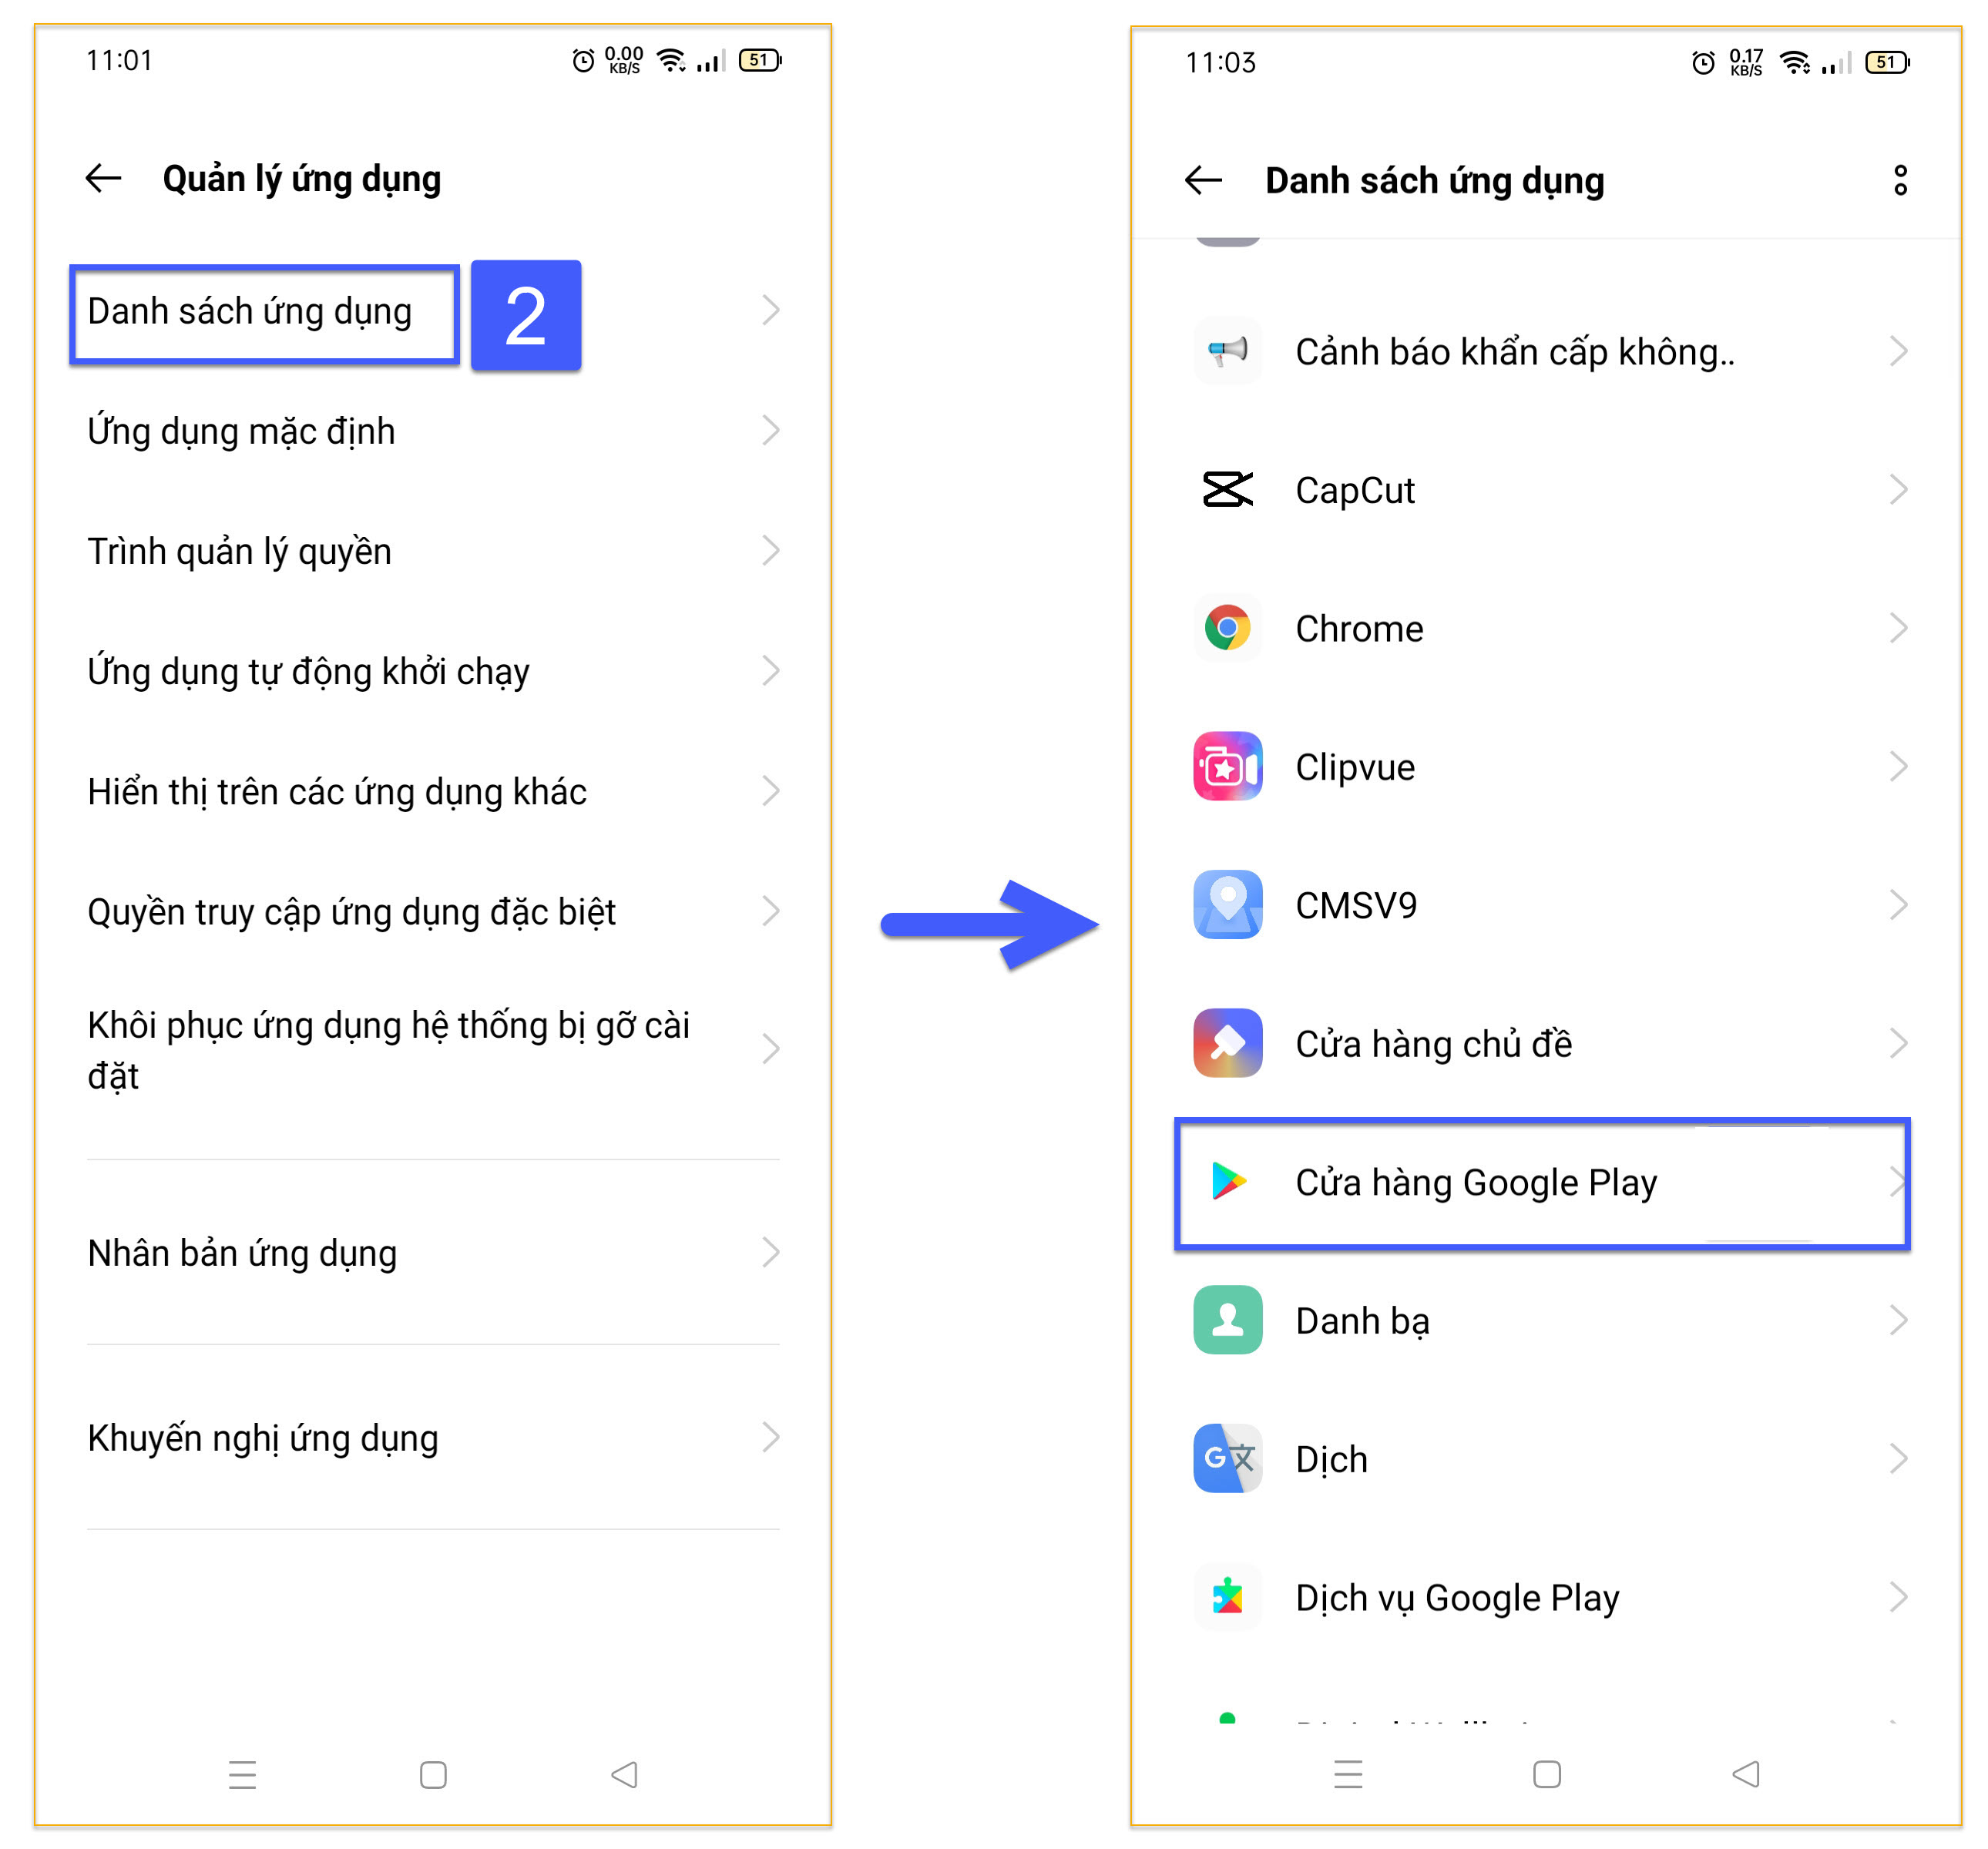 11:01
0.00
KB/S
51
Quản lý ứng dụng
Danh sách ứng dụng
2
Ứng dụng mặc định
Trình quản lý quyền
Ứng dụng tự động khởi chạy
Hiển thị trên các ứng dụng khác
Quyền truy cập ứng dụng đặc biệt
Khôi phục ứng dụng hệ thống bị gỡ cài
đặt
Nhân bản ứng dụng
Khuyến nghị ứng dụng
11:03
0.17
KB/S
51
Danh sách ứng dụng
Cảnh báo khẩn cấp không..
CapCut
Chrome
Clipvue
CMSV9
Cửa hàng chủ đề
Cửa hàng Google Play
Danh bạ
G文
Dịch
Dịch vụ Google Play